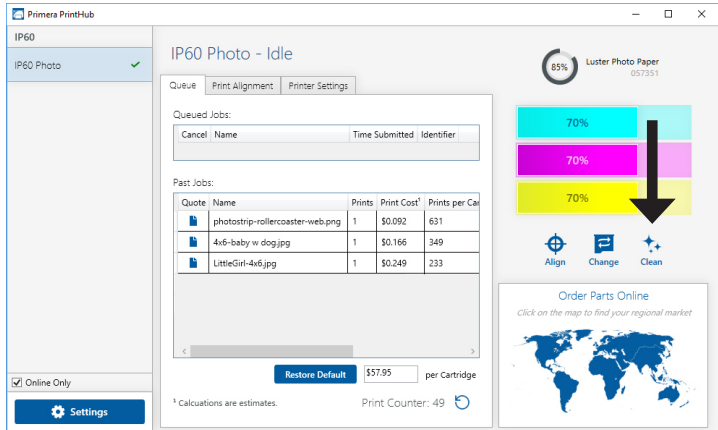 Primera PrintHub
IP60
IP60 Photo
Online Only
Settings
IP60 Photo - Idle
Queue Print Alignment Printer Settings
Queued Jobs:
Cancel Name Time Submitted Identifier
Past Jobs:
Quote Name Prints Print Cost¹ Prints per Car
photostrip-rollercoaster-web.png 1 $0.092 631
4x6-baby w dog.jpg 1 $0.166 349
LittleGirl-4x6.jpg 1 $0.249 233
Restore Default $57.95 per Cartridge
¹ Calcuations are estimates. Print Counter: 49
85% Luster Photo Paper
057351
70%
70%
70%
Align Change Clean
Order Parts Online
Click on the map to find your regional market